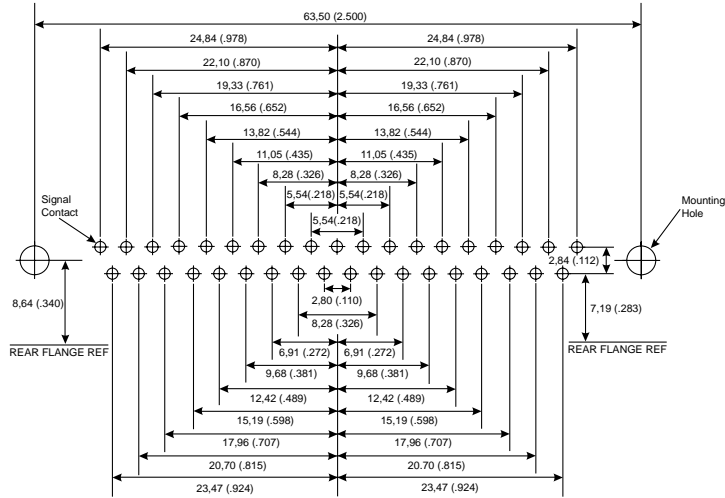 63,50 (2.500)
24,84 (.978) 24,84 (.978)
22,10 (.870) 22,10 (.870)
19,33 (.761) 19,33 (.761)
16,56 (.652) 16,56 (.652)
13,82 (.544) 13,82 (.544)
11,05 (.435) 11,05 (.435)
8,28 (.326) 8,28 (.326)
5,54(.218) 5,54(.218)
5,54(.218)
Signal
Contact
Mounting
Hole
2,84 (.112)
8,64 (.340)
2,80 (.110)
7,19 (.283)
8,28 (.326)
REAR FLANGE REF
6,91 (.272) 6,91 (.272)
REAR FLANGE REF
9,68 (.381) 9,68 (.381)
12,42 (.489) 12,42 (.489)
15,19 (.598) 15,19 (.598)
17,96 (.707) 17,96 (.707)
20,70 (.815) 20,70 (.815)
23,47 (.924) 23,47 (.924)